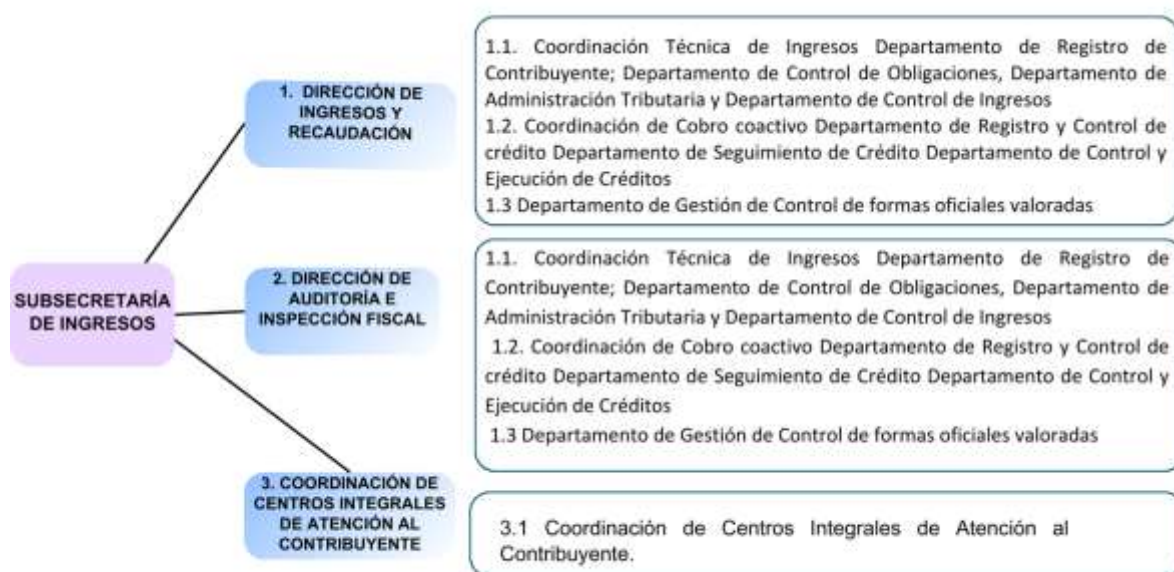 SUBSECRETARÍA
DE INGRESOS
1. DIRECCIÓN DE
INGRESOS Y
RECAUDACIÓN
1.1. Coordinación Técnica de Ingresos Departamento de Registro de
Contribuyente; Departamento de Control de Obligaciones, Departamento de
Administración Tributaria y Departamento de Control de Ingresos
1.2. Coordinación de Cobro coactivo Departamento de Registro y Control de
crédito Departamento de Seguimiento de Crédito Departamento de Control y
Ejecución de Créditos
1.3 Departamento de Gestión de Control de formas oficiales valoradas
2. DIRECCIÓN DE
AUDITORÍA E
INSPECCIÓN FISCAL
1.1. Coordinación Técnica de Ingresos Departamento de Registro de
Contribuyente; Departamento de Control de Obligaciones, Departamento de
Administración Tributaria y Departamento de Control de Ingresos
1.2. Coordinación de Cobro coactivo Departamento de Registro y Control de
crédito Departamento de Seguimiento de Crédito Departamento de Control y
Ejecución de Créditos
1.3 Departamento de Gestión de Control de formas oficiales valoradas
3. COORDINACIÓN DE
CENTROS INTEGRALES
DE ATENCIÓN AL
CONTRIBUYENTE
3.1 Coordinación de Centros Integrales de Atención al
Contribuyente.